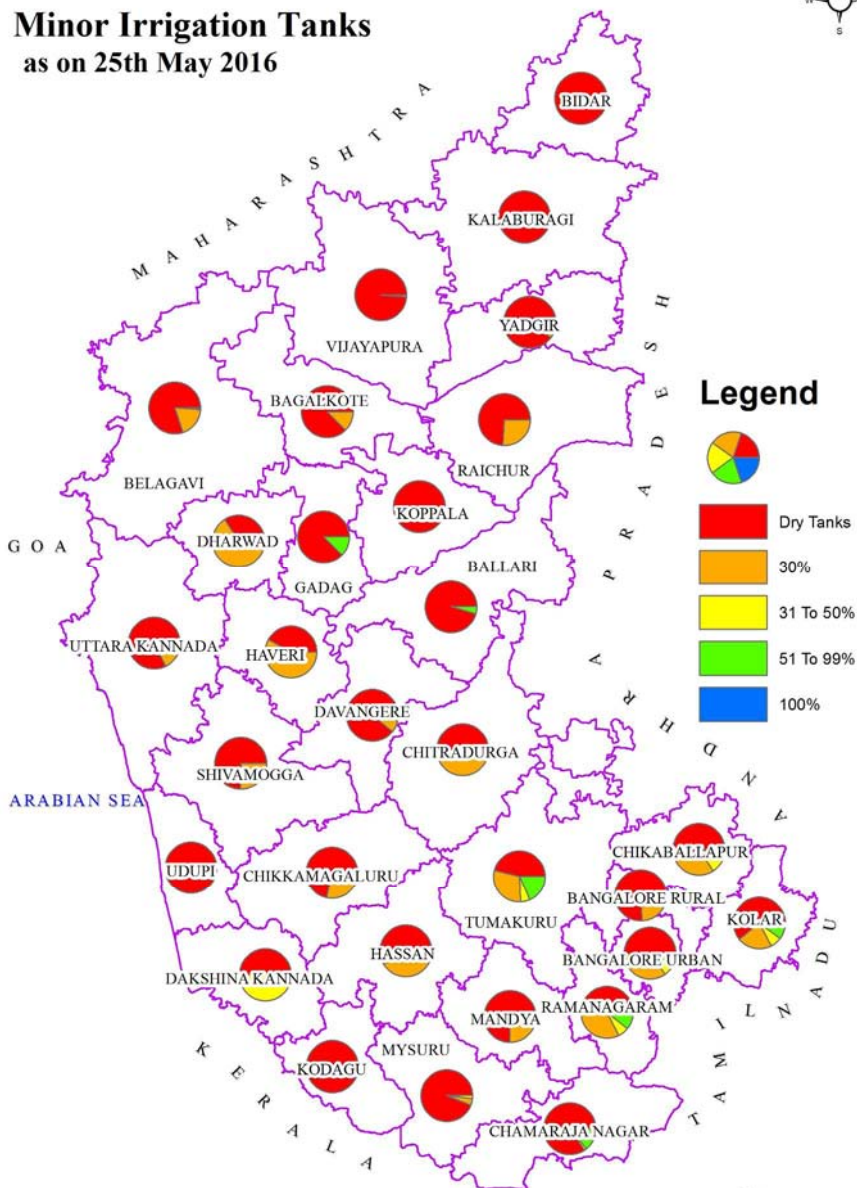 Minor Irrigation Tanks
as on 25th May 2016
S
MAHARASHTRA
BIDAR
KALABURAGI
VIJAYAPURA
YADGIR
BAGALKOTE
RAICHUR
BELAGAVI
KOPPALA
DHARWAD
GOA
GADAG
BALLARI
UTTARA KANNADA
HAVERI
DAVANGERE
CHITRADURGA
SHIVAMOGGA
ARABIAN SEA
UDUPI
CHIKKAMAGALURU
TUMAKURU
CHIKABALLAPUR
BANGALORE RURAL
KOLAR
BANGALORE URBAN
DAKSHINA KANNADA
HASSAN
MANDYA
RAMANAGARAM
KODAGU
MYSURU
CHAMARAJA NAGAR
KERALA
TAMIL NADU
ANDHRA PRADESH
Legend
Dry Tanks
30%
31 To 50%
51 To 99%
100%